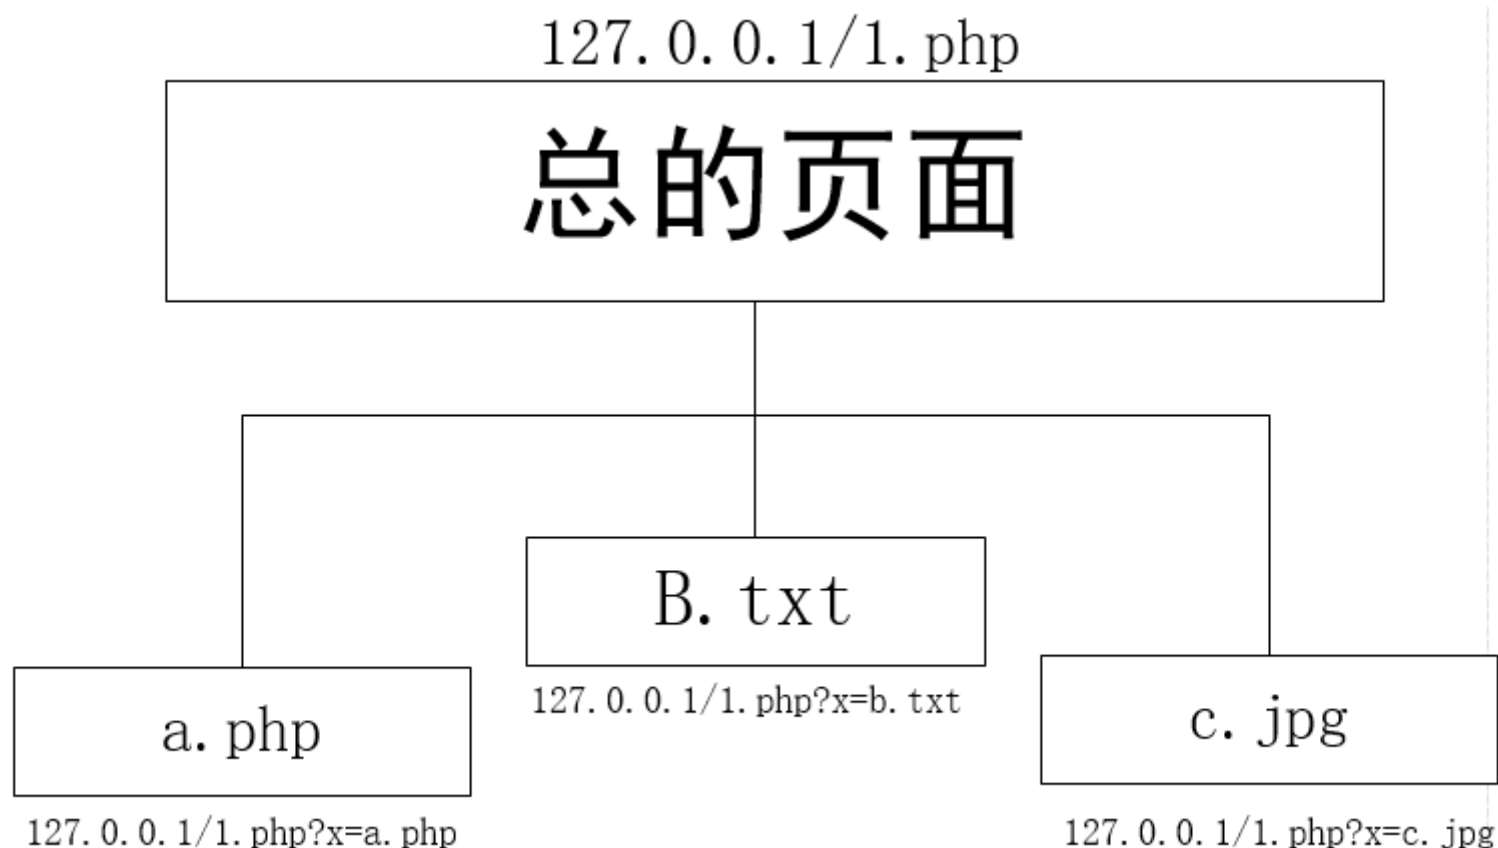 127.0.0.1/1.php
总的页面
B.txt
127.0.0.1/1.php?x=b.txt
a.php
127.0.0.1/1.php?x=a.php
c.jpg
127.0.0.1/1.php?x=c.jpg